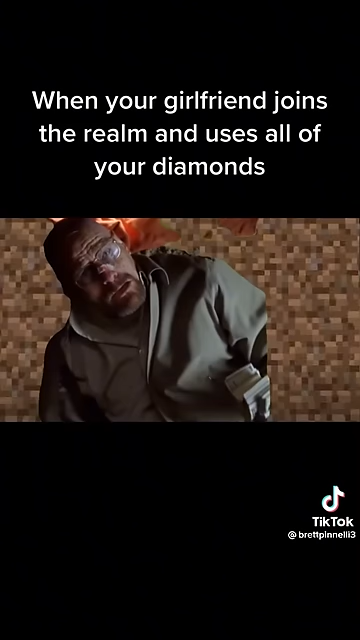 When your girlfriend joins
the realm and uses all of
your diamonds
TikTok
@brettpinnelli3